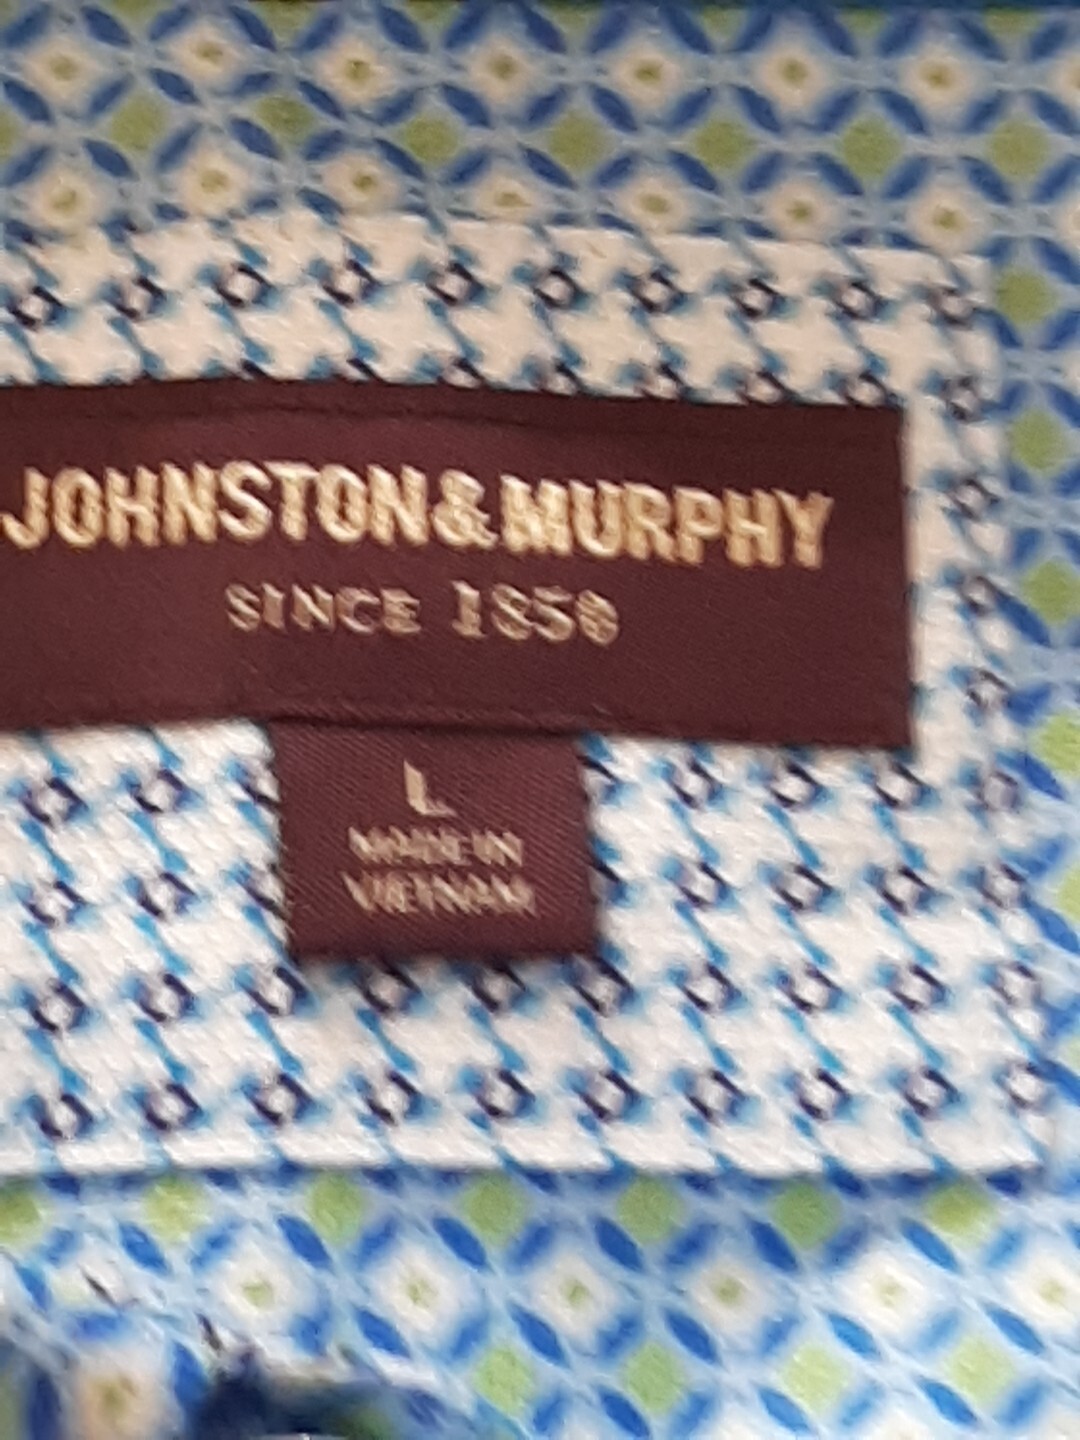 JOHNSTON&MURPHY
SINCE 1850
L
MADE IN
VIETNAM